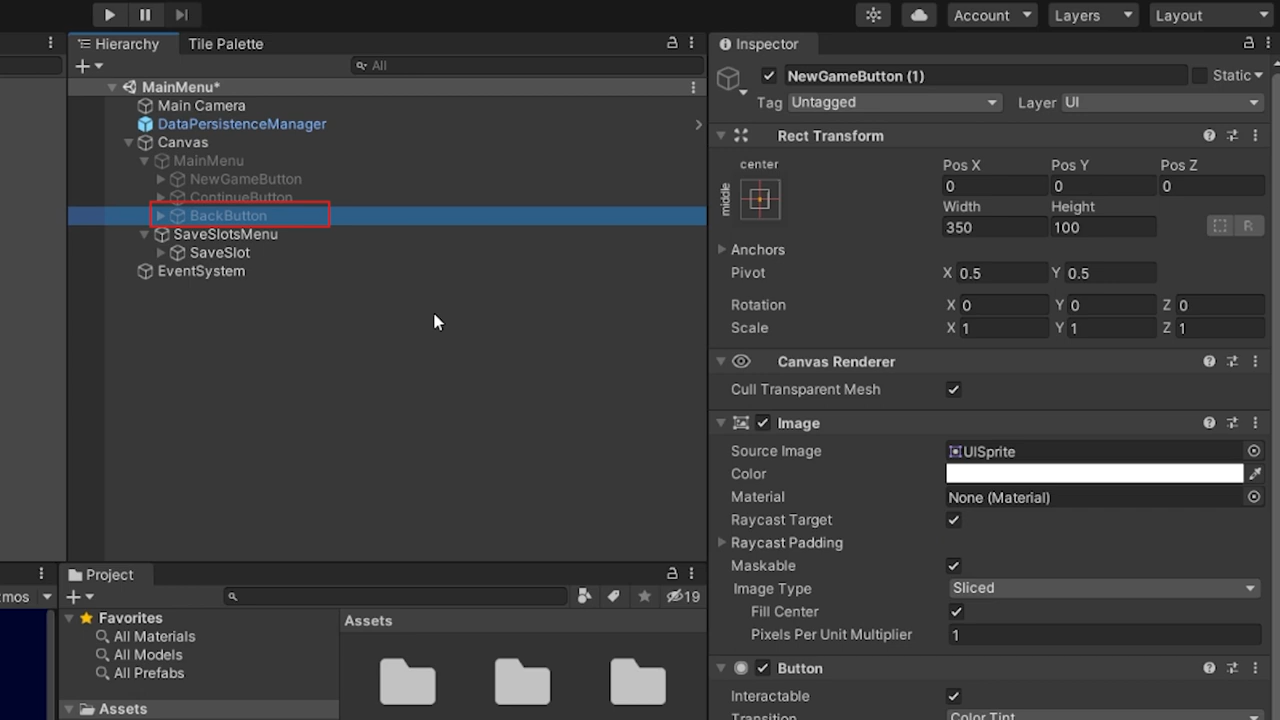 Account
Layers
Layout
Hierarchy
Tile Palette
All
MainMenu*
Main Camera
DataPersistenceManager
Canvas
MainMenu
NewGameButton
ContinueButton
BackButton
SaveSlotsMenu
SaveSlot
EventSystem
Inspector
NewGameButton (1)
Static
Tag Untagged
Layer UI
Rect Transform
center
middle
Pos X Pos Y Pos Z
0 0 0
Width Height
350 100
R
Anchors
Pivot X 0.5 Y 0.5
Rotation X 0 Y 0 Z 0
Scale X 1 Y 1 Z 1
Canvas Renderer
Cull Transparent Mesh
Image
Source Image UISprite
Color
Material None (Material)
Raycast Target
Raycast Padding
Maskable
Image Type Sliced
Fill Center
Pixels Per Unit Multiplier 1
Button
Interactable
Transition Color Tint
Project
19
Favorites
All Materials
All Models
All Prefabs
Assets
Assets